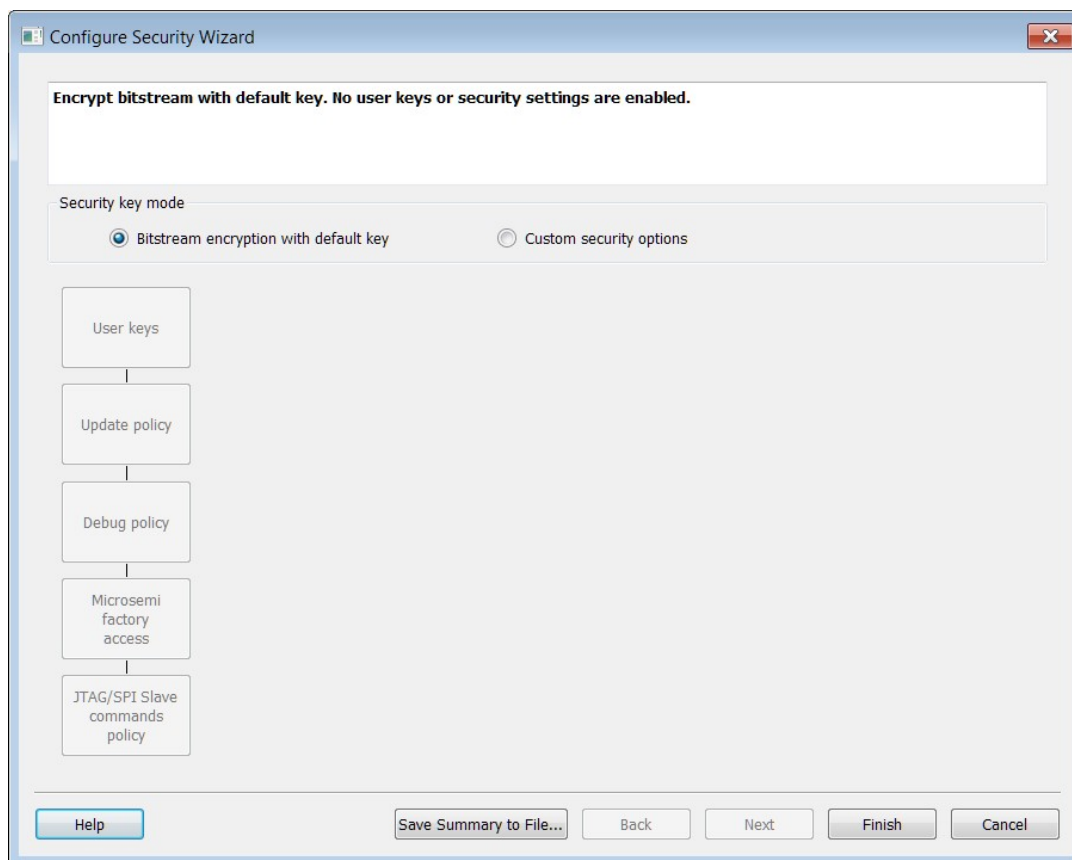 Configure Security Wizard
Encrypt bitstream with default key. No user keys or security settings are enabled.
Security key mode
Bitstream encryption with default key
Custom security options
User keys
Update policy
Debug policy
Microsemi
factory
access
JTAG/SPI Slave
commands
policy
Help
Save Summary to File...
Back
Next
Finish
Cancel